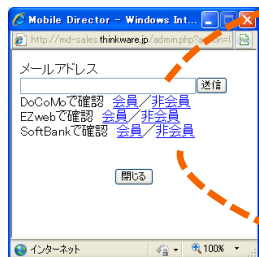 Mobile Director - Windows Int...
http://md-sales.thinkware.jp/admin.php?action=l
メールアドレス
送信
DoCoMoで確認 会員／非会員
EZwebで確認 会員／非会員
SoftBankで確認 会員／非会員
閉じる
インターネット
100%